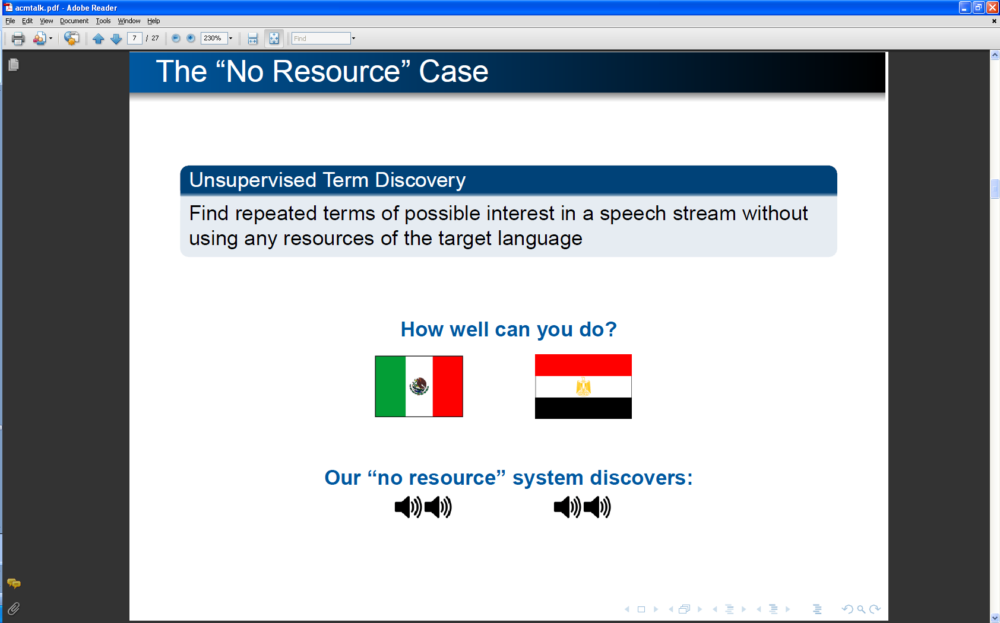 acmtalk.pdf - Adobe Reader
File Edit View Document Tools Window Help
7 / 27 230% Find
The “No Resource” Case
Unsupervised Term Discovery
Find repeated terms of possible interest in a speech stream without
using any resources of the target language
How well can you do?
Our “no resource” system discovers: